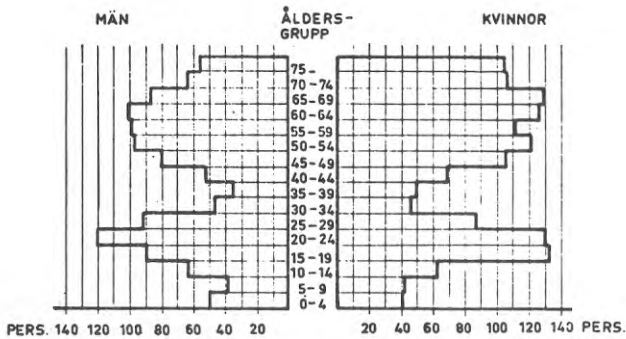 MÄN
ÅLDERS-
GRUPP
KVINNOR
75-
70-74
65-69
60-64
55-59
50-54
45-49
40-44
35-39
30-34
25-29
20-24
15-19
10-14
5-9
0-4
PERS. 140 120 100 80 60 40 20
20 40 60 80 100 120 140 PERS.